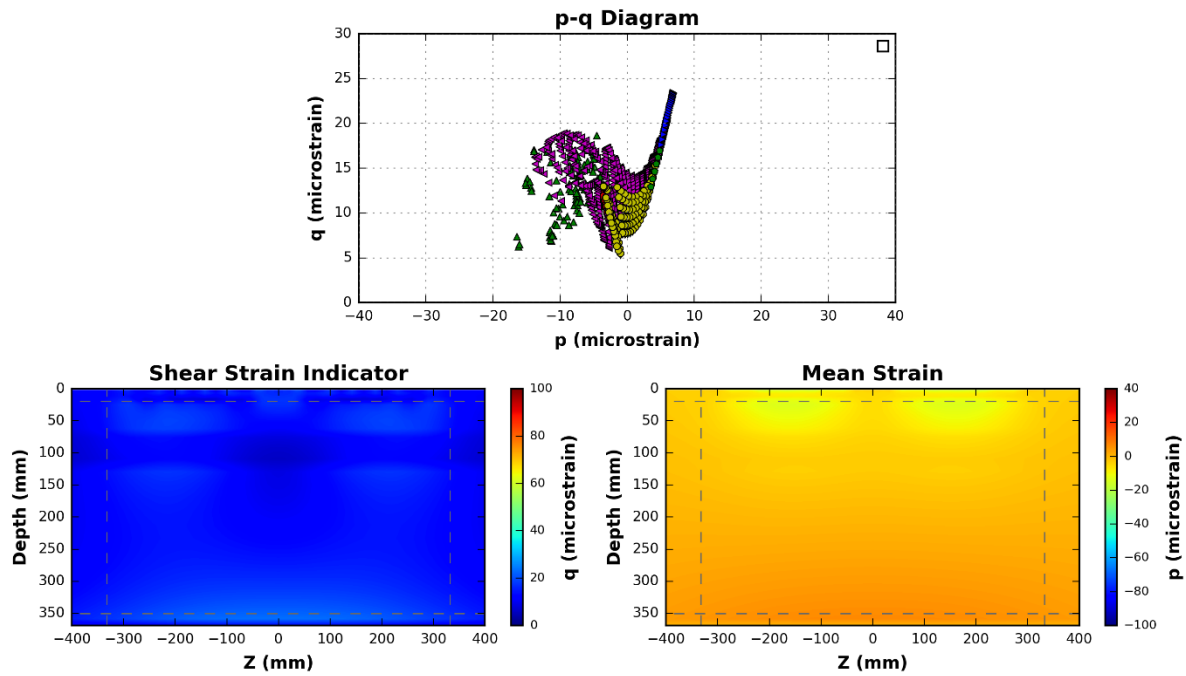 p-q Diagram
30
25
20
15
10
5
0
q (microstrain)
−40 −30 −20 −10 0 10 20 30 40
p (microstrain)
Shear Strain Indicator
0
50
100
150
200
250
300
350
Depth (mm)
−400 −300 −200 −100 0 100 200 300 400
Z (mm)
100
80
60
40
20
0
q (microstrain)
Mean Strain
0
50
100
150
200
250
300
350
Depth (mm)
−400 −300 −200 −100 0 100 200 300 400
Z (mm)
40
20
0
−20
−40
−60
−80
−100
p (microstrain)